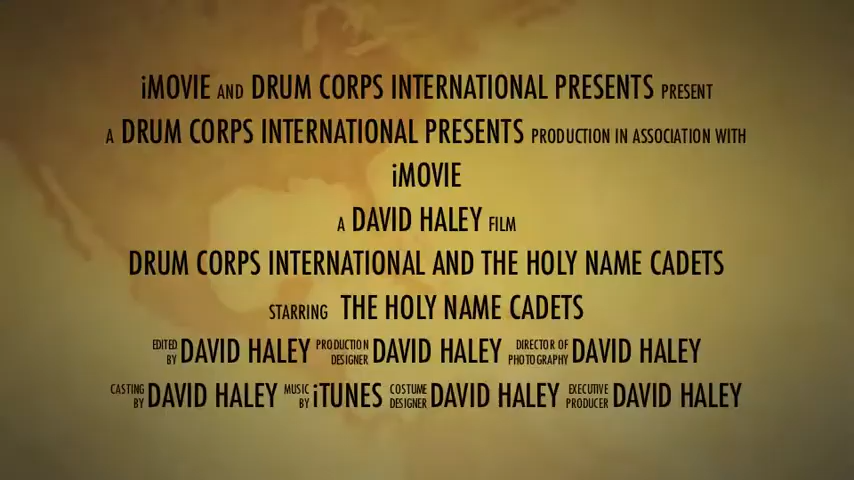 iMOVIE AND DRUM CORPS INTERNATIONAL PRESENTS PRESENT
A DRUM CORPS INTERNATIONAL PRESENTS PRODUCTION IN ASSOCIATION WITH
iMOVIE
A DAVID HALEY FILM
DRUM CORPS INTERNATIONAL AND THE HOLY NAME CADETS
STARRING THE HOLY NAME CADETS
EDITED BY DAVID HALEY PRODUCTION DESIGNER DAVID HALEY DIRECTOR OF PHOTOGRAPHY DAVID HALEY
CASTING BY DAVID HALEY MUSIC BY iTUNES COSTUME DESIGNER DAVID HALEY EXECUTIVE PRODUCER DAVID HALEY